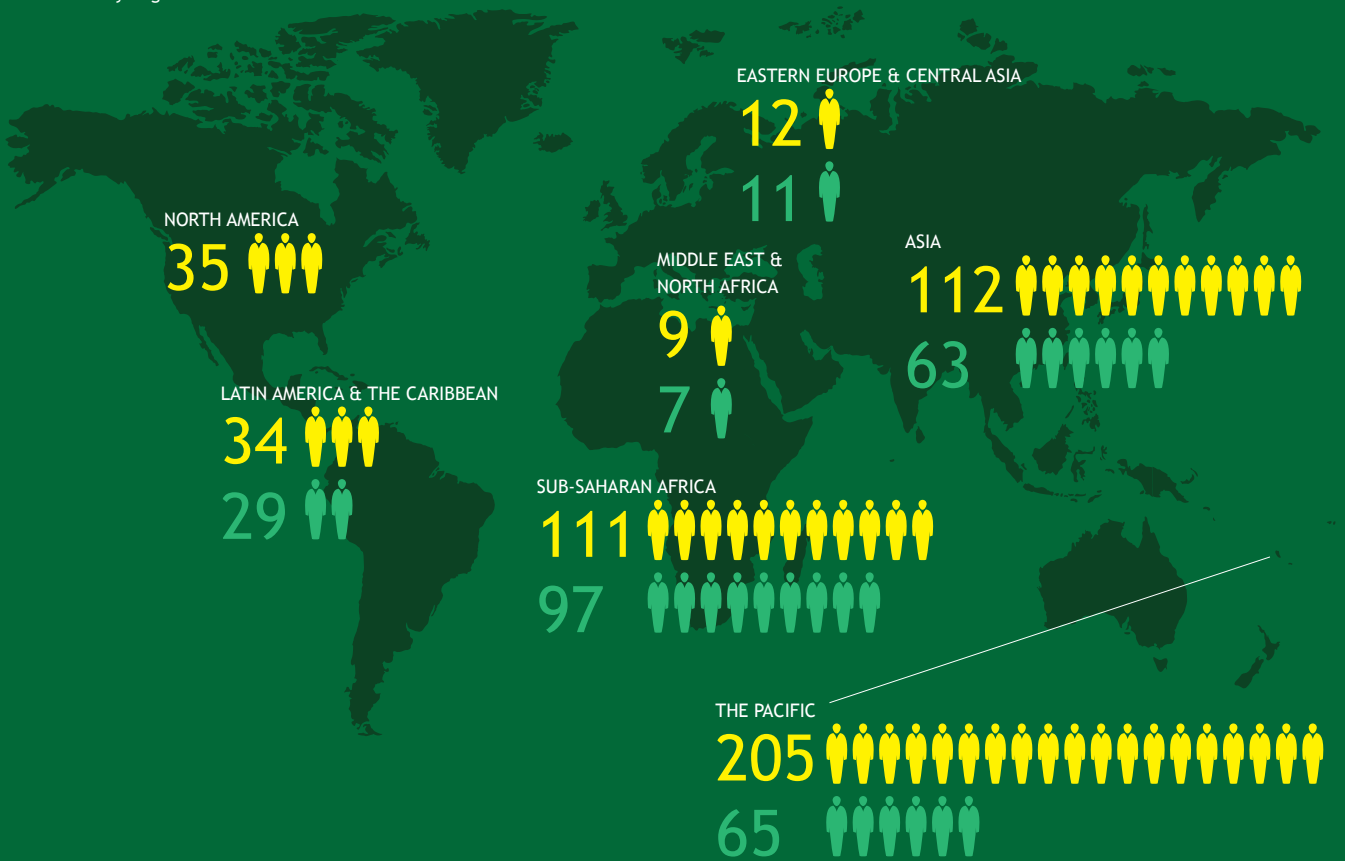 EASTERN EUROPE & CENTRAL ASIA
12
11
NORTH AMERICA
35
ASIA
112
63
MIDDLE EAST &
NORTH AFRICA
9
7
LATIN AMERICA & THE CARIBBEAN
34
29
SUB-SAHARAN AFRICA
111
97
THE PACIFIC
205
65